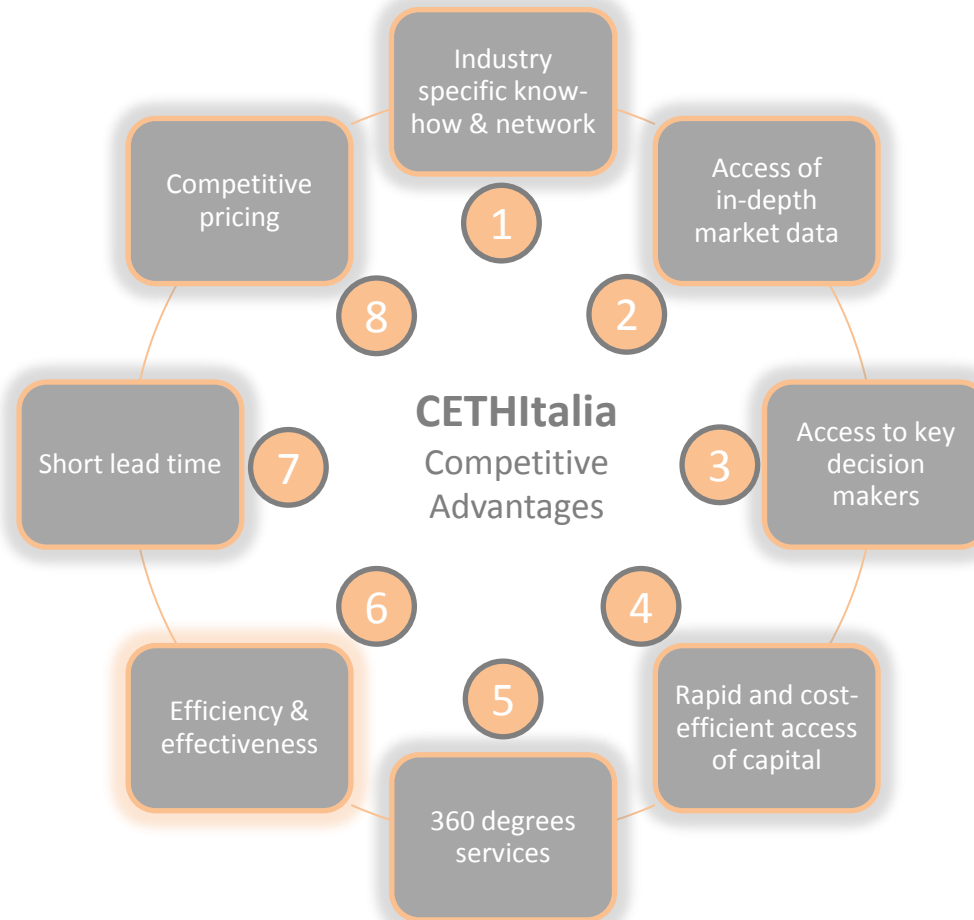 Industry
specific know-
how & network
1
Access of
in-depth
market data
2
Access to key
decision
makers
3
Rapid and cost-
efficient access
of capital
4
360 degrees
services
5
Efficiency &
effectiveness
6
Short lead time
7
Competitive
pricing
8
CETHItalia
Competitive
Advantages